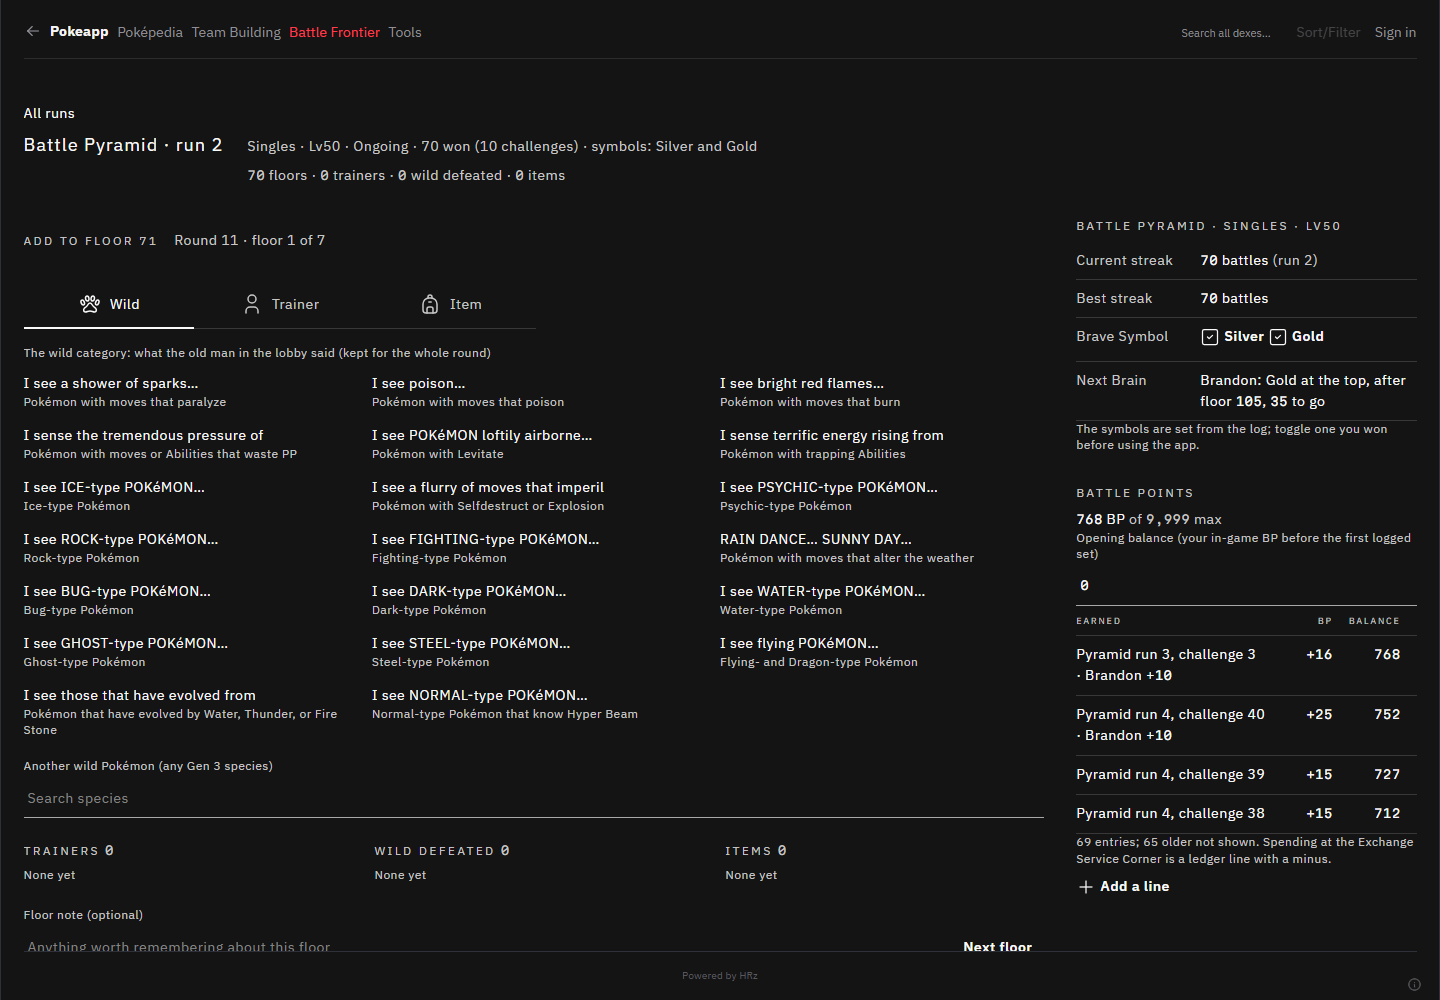 Pokeapp Poképedia Team Building Battle Frontier Tools
Search all dexes... Sort/Filter Sign in
All runs
Battle Pyramid · run 2
Singles · Lv50 · Ongoing · 70 won (10 challenges) · symbols: Silver and Gold
70 floors · 0 trainers · 0 wild defeated · 0 items
ADD TO FLOOR 71 Round 11 · floor 1 of 7
Wild Trainer Item
The wild category: what the old man in the lobby said (kept for the whole round)
I see a shower of sparks...
Pokémon with moves that paralyze
I see poison...
Pokémon with moves that poison
I see bright red flames...
Pokémon with moves that burn
I sense the tremendous pressure of
Pokémon with moves or Abilities that waste PP
I see POKéMON loftily airborne...
Pokémon with Levitate
I sense terrific energy rising from
Pokémon with trapping Abilities
I see ICE-type POKéMON...
Ice-type Pokémon
I see a flurry of moves that imperil
Pokémon with Selfdestruct or Explosion
I see PSYCHIC-type POKéMON...
Psychic-type Pokémon
I see ROCK-type POKéMON...
Rock-type Pokémon
I see FIGHTING-type POKéMON...
Fighting-type Pokémon
RAIN DANCE... SUNNY DAY...
Pokémon with moves that alter the weather
I see BUG-type POKéMON...
Bug-type Pokémon
I see DARK-type POKéMON...
Dark-type Pokémon
I see WATER-type POKéMON...
Water-type Pokémon
I see GHOST-type POKéMON...
Ghost-type Pokémon
I see STEEL-type POKéMON...
Steel-type Pokémon
I see flying POKéMON...
Flying- and Dragon-type Pokémon
I see those that have evolved from
Pokémon that have evolved by Water, Thunder, or Fire
Stone
I see NORMAL-type POKéMON...
Normal-type Pokémon that know Hyper Beam
Another wild Pokémon (any Gen 3 species)
Search species
TRAINERS 0
None yet
WILD DEFEATED 0
None yet
ITEMS 0
None yet
Floor note (optional)
Anything worth remembering about this floor
Next floor
BATTLE PYRAMID · SINGLES · LV50
Current streak 70 battles (run 2)
Best streak 70 battles
Brave Symbol Silver Gold
Next Brain Brandon: Gold at the top, after
floor 105, 35 to go
The symbols are set from the log; toggle one you won
before using the app.
BATTLE POINTS
768 BP of 9,999 max
Opening balance (your in-game BP before the first logged
set)
0
EARNED BP BALANCE
Pyramid run 3, challenge 3 +16 768
· Brandon +10
Pyramid run 4, challenge 40 +25 752
· Brandon +10
Pyramid run 4, challenge 39 +15 727
Pyramid run 4, challenge 38 +15 712
69 entries; 65 older not shown. Spending at the Exchange
Service Corner is a ledger line with a minus.
Add a line
Powered by HRz